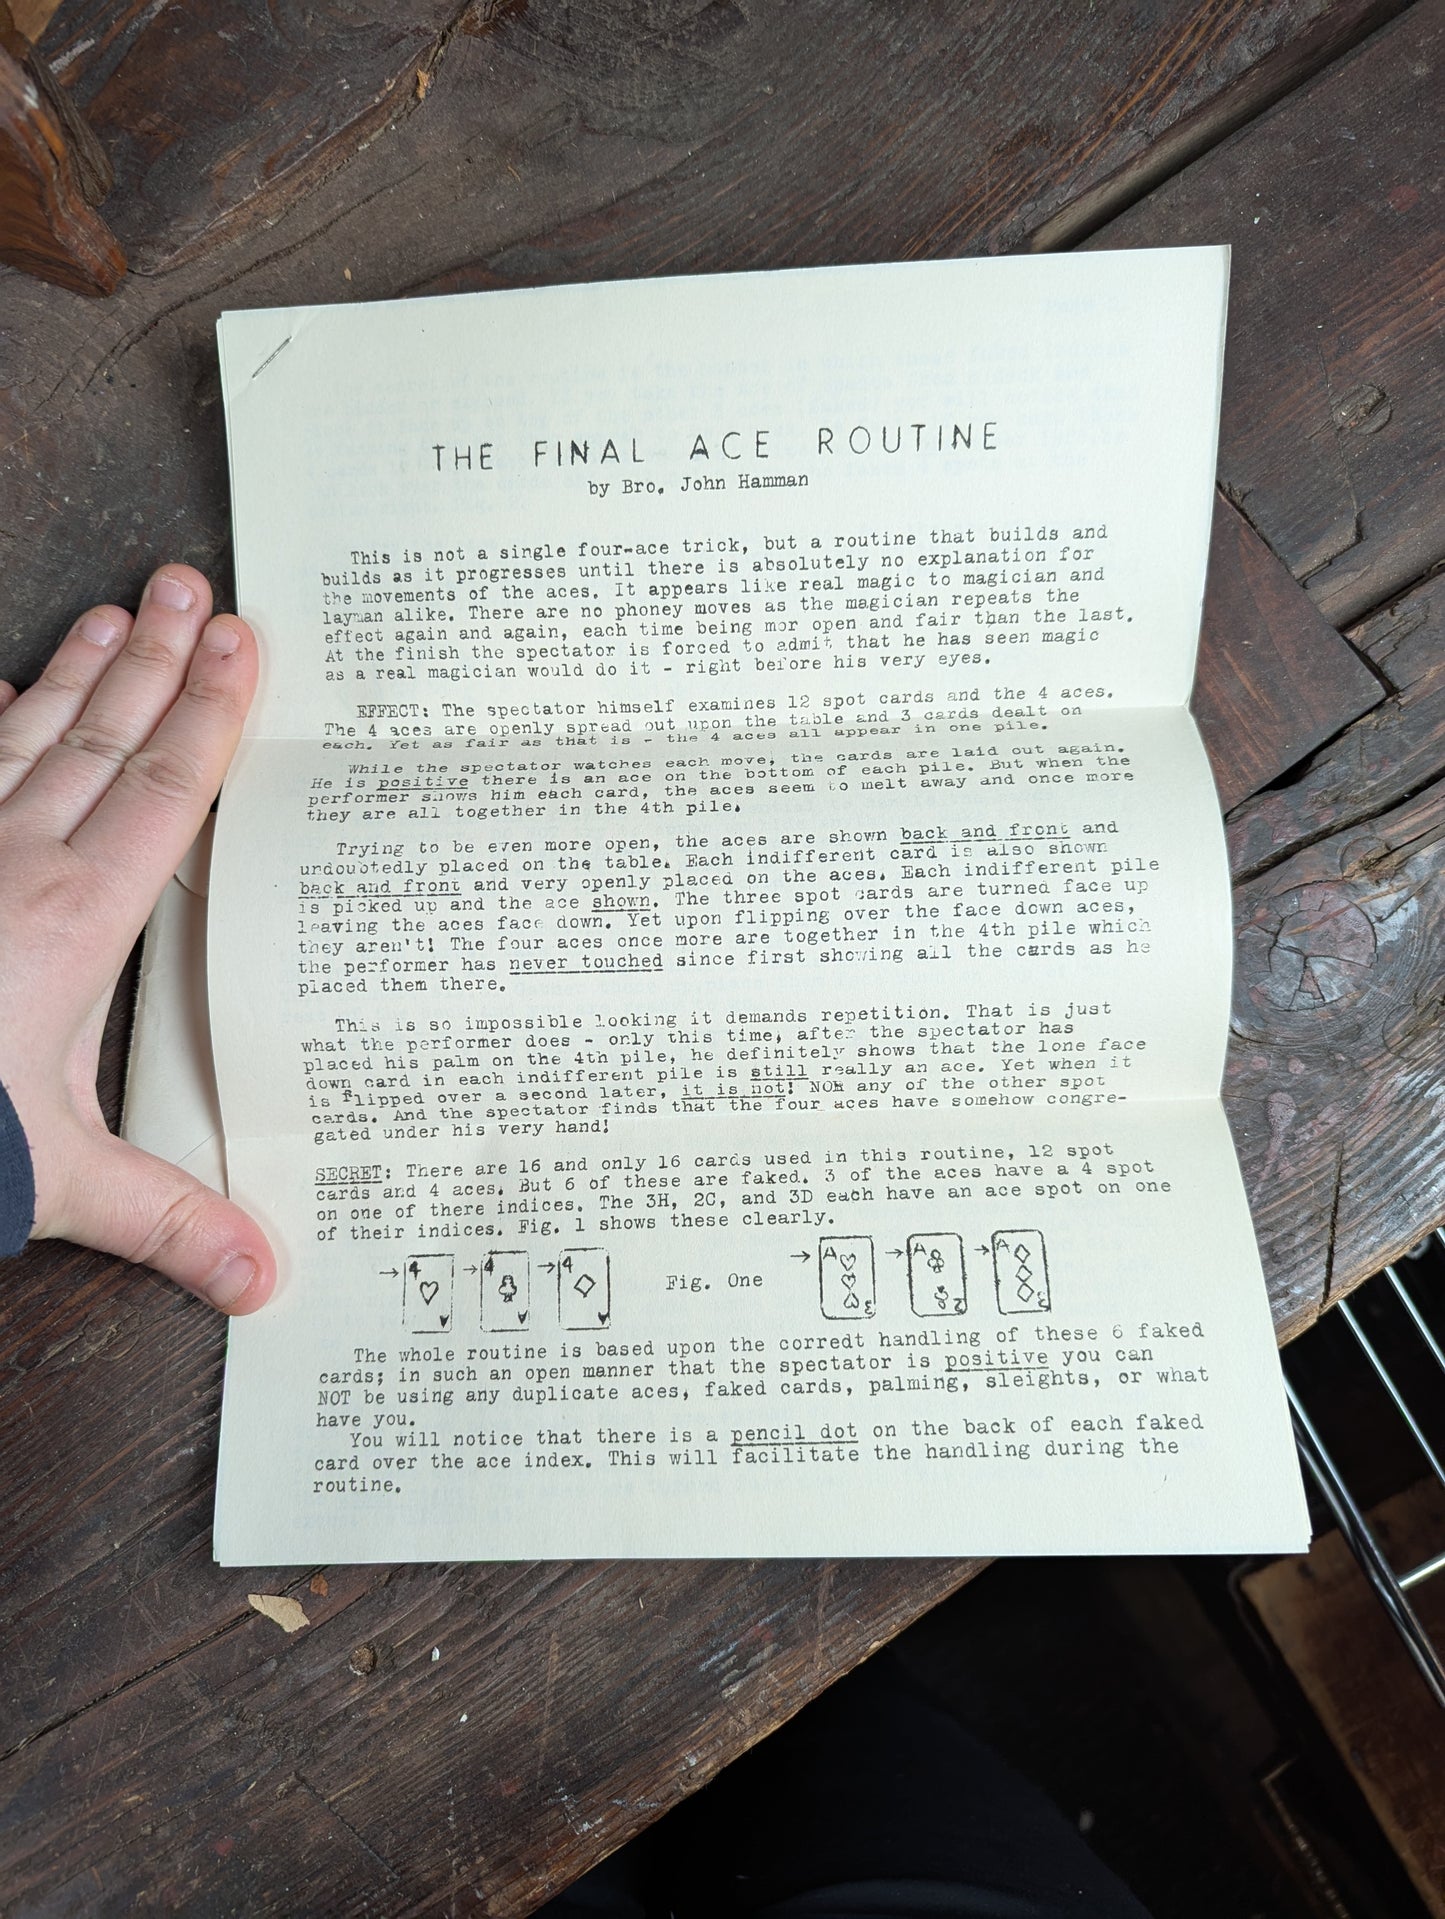 THE FINAL ACE ROUTINE
by Bro. John Hamman
This is not a single four-ace trick, but a routine that builds and
builds as it progresses until there is absolutely no explanation for
the movements of the aces. It appears like real magic to magician and
layman alike. There are no phoney moves as the magician repeats the
effect again and again, each time being mor open and fair than the last.
At the finish the spectator is forced to admit that he has seen magic
as a real magician would do it - right before his very eyes.
EFFECT: The spectator himself examines 12 spot cards and the 4 aces.
The 4 aces are openly spread out upon the table and 3 cards dealt on
each. Yet as fair as that is - the 4 aces all appear in one pile.
While the spectator watches each move, the cards are laid out again.
He is positive there is an ace on the bottom of each pile. But when the
performer shows him each card, the aces seem to melt away and once more
they are all together in the 4th pile.
Trying to be even more open, the aces are shown back and front and
undoubtedly placed on the table. Each indifferent card is also shown
back and front and very openly placed on the aces. Each indifferent pile
is picked up and the ace shown. The three spot cards are turned face up
leaving the aces face down. Yet upon flipping over the face down aces,
they aren't! The four aces once more are together in the 4th pile which
the performer has never touched since first showing all the cards as he
placed them there.
This is so impossible looking it demands repetition. That is just
what the performer does - only this time, after the spectator has
placed his palm on the 4th pile, he definitely shows that the lone face
down card in each indifferent pile is still really an ace. Yet when it
is flipped over a second later, it is not! NOR any of the other spot
cards. And the spectator finds that the four aces have somehow congre-
gated under his very hand!
SECRET: There are 16 and only 16 cards used in this routine, 12 spot
cards and 4 aces. But 6 of these are faked. 3 of the aces have a 4 spot
on one of there indices. The 3H, 2C, and 3D each have an ace spot on one
of their indices. Fig. 1 shows these clearly.
4 4 4 Fig. One A 3 A 2 A 3
The whole routine is based upon the corredt handling of these 6 faked
cards; in such an open manner that the spectator is positive you can
NOT be using any duplicate aces, faked cards, palming, sleights, or what
have you.
You will notice that there is a pencil dot on the back of each faked
card over the ace index. This will facilitate the handling during the
routine.